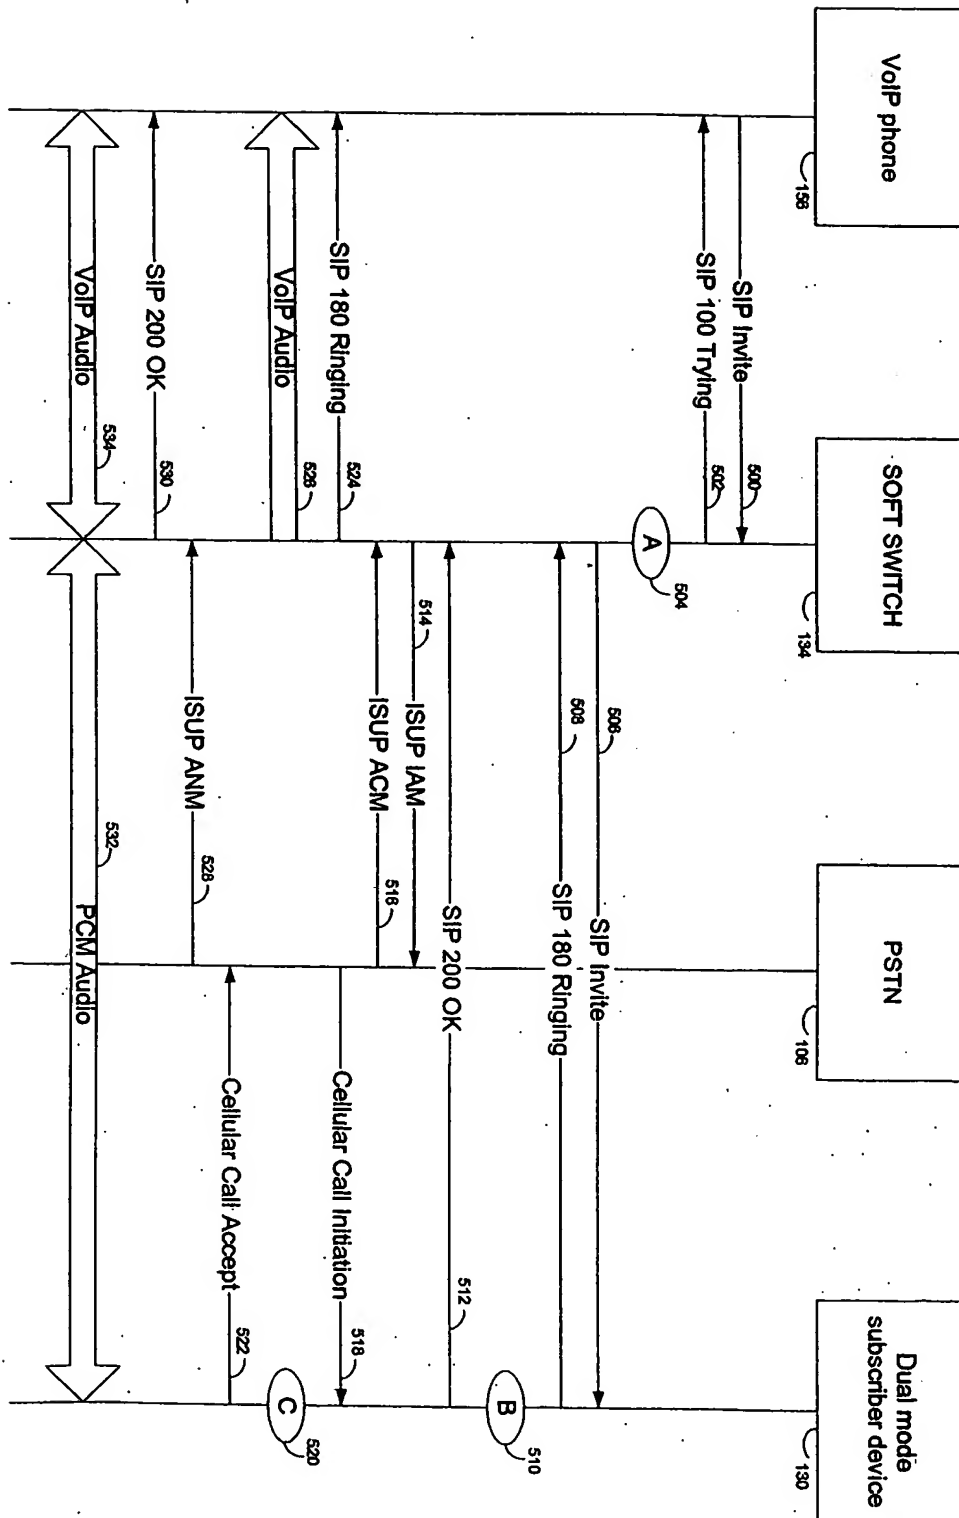 VoIP phone
156
SOFT SWITCH
134
PSTN
106
Dual mode
subscriber device
130
SIP Invite
500
SIP 100 Trying
502
A
504
506
SIP Invite
508
SIP 180 Ringing
B
510
SIP 200 OK
512
514
ISUP IAM
ISUP ACM
516
SIP 180 Ringing
524
Cellular Call Initiation
518
VoIP Audio
526
C
520
Cellular Call Accept
522
ISUP ANM
528
SIP 200 OK
530
VoIP Audio
534
532
PCM Audio